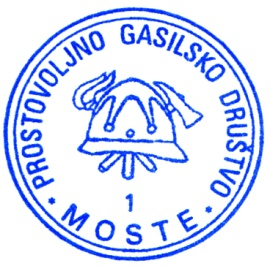 PROSTOVOLJNO GASILSKO DRUŠTVO
1
• MOSTE •